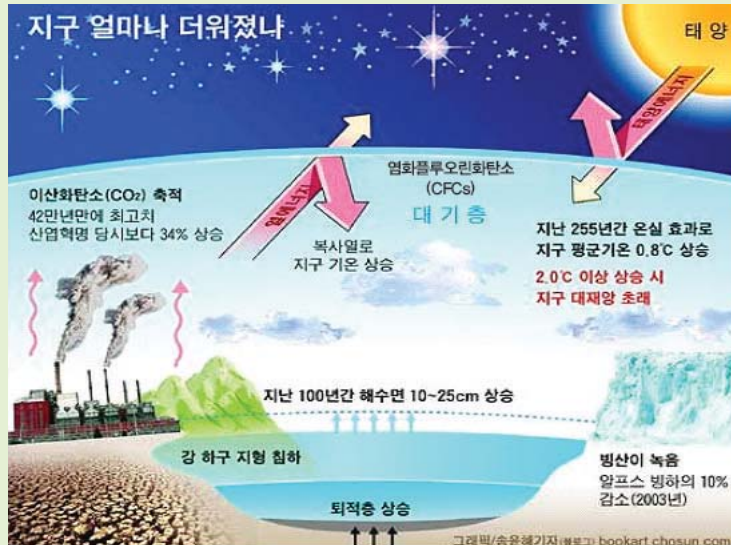 지구 얼마나 더워졌나
태양
태양에너지
열에너지
염화플루오린화탄소
(CFCs)
대기층
이산화탄소(CO₂) 축적
42만년만에 최고치
산업혁명 당시보다 34% 상승
복사열로
지구 기온 상승
지난 255년간 온실 효과로
지구 평균기온 0.8℃ 상승
2.0℃ 이상 상승 시
지구 대재앙 초래
지난 100년간 해수면 10~25cm 상승
강 하구 지형 침하
빙산이 녹음
알프스 빙하의 10%
감소(2003년)
퇴적층 상승
그래픽/송윤혜기자(블로그) bookart.chosun.com